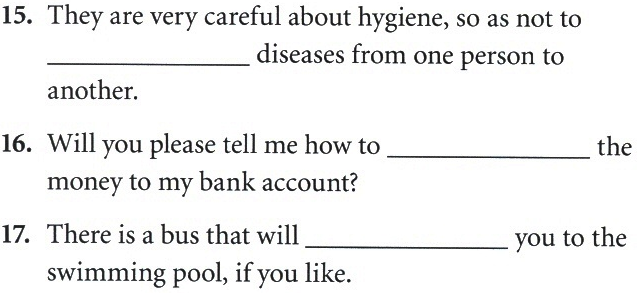 15. They are very careful about hygiene, so as not to
_______________ diseases from one person to
another.
16. Will you please tell me how to _______________ the
money to my bank account?
17. There is a bus that will _______________ you to the
swimming pool, if you like.